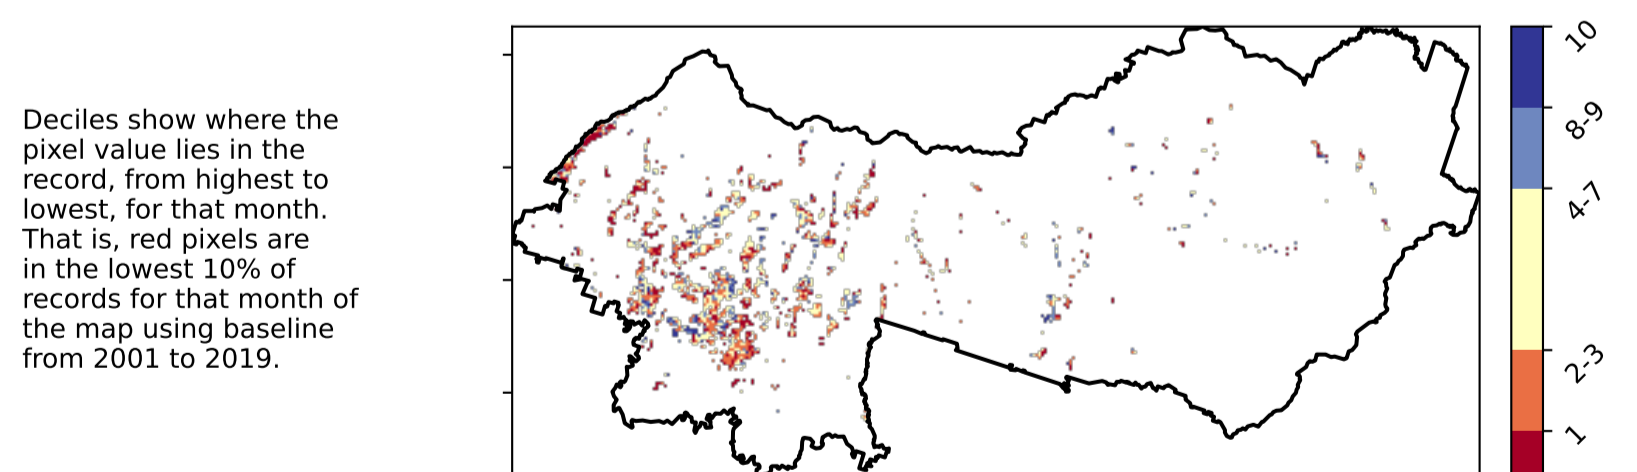 Deciles show where the
pixel value lies in the
record, from highest to
lowest, for that month.
That is, red pixels are
in the lowest 10% of
records for that month of
the map using baseline
from 2001 to 2019.
10
8-9
4-7
2-3
1